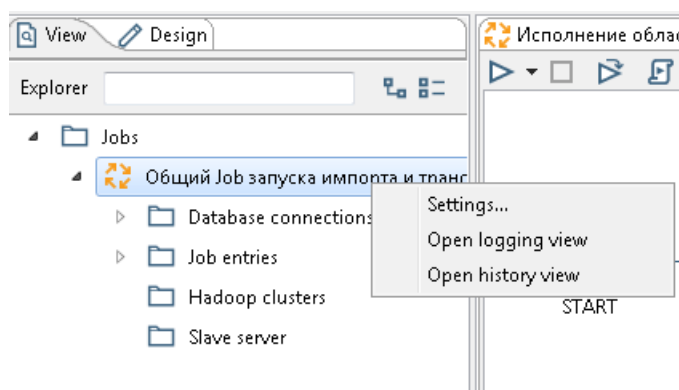 View Design
Исполнение облас
Explorer
Jobs
Общий Job запуска импорта и транс
Settings...
Database connections
Open logging view
Job entries
Open history view
Hadoop clusters
START
Slave server